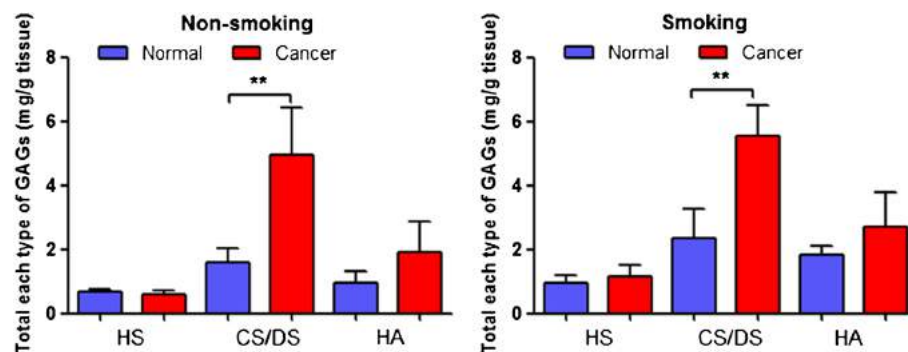 Non-smoking
Normal Cancer
Total each type of GAGs (mg/g tissue)
8
6
4
2
0
**
HS CS/DS HA
Smoking
Normal Cancer
Total each type of GAGs (mg/g tissue)
8
6
4
2
0
**
HS CS/DS HA